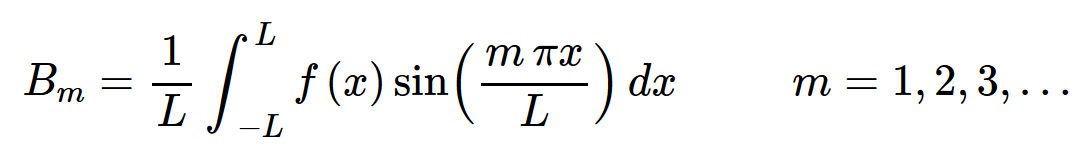 $B_m = \frac{1}{L} \int_{-L}^{L} f(x) \sin\left(\frac{m \pi x}{L}\right) dx \qquad m = 1, 2, 3, \ldots$